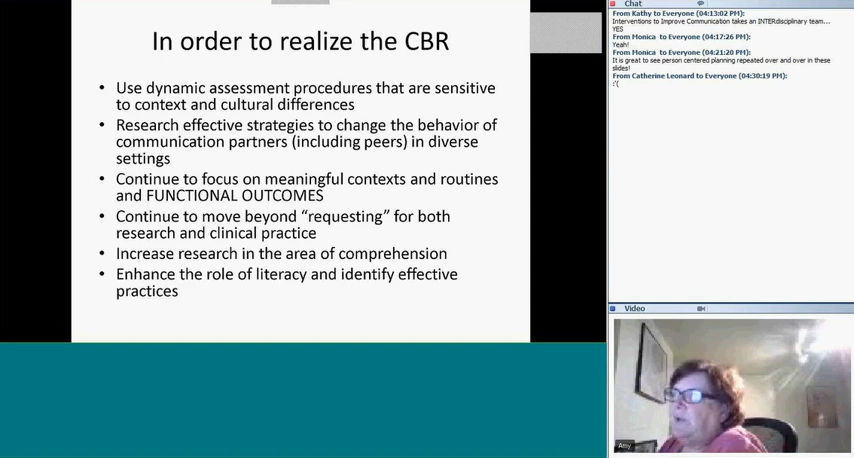 In order to realize the CBR
• Use dynamic assessment procedures that are sensitive
to context and cultural differences
• Research effective strategies to change the behavior of
communication partners (including peers) in diverse
settings
• Continue to focus on meaningful contexts and routines
and FUNCTIONAL OUTCOMES
• Continue to move beyond “requesting” for both
research and clinical practice
• Increase research in the area of comprehension
• Enhance the role of literacy and identify effective
practices
Chat
From Kathy to Everyone (04:13:02 PM):
Interventions to Improve Communication takes an INTERdisciplinary team...
YES
From Monica to Everyone (04:17:26 PM):
Yeah!
From Monica to Everyone (04:21:20 PM):
It is great to see person centered planning repeated over and over in these
slides!
From Catherine Leonard to Everyone (04:30:19 PM):
:'(
Video
Amy